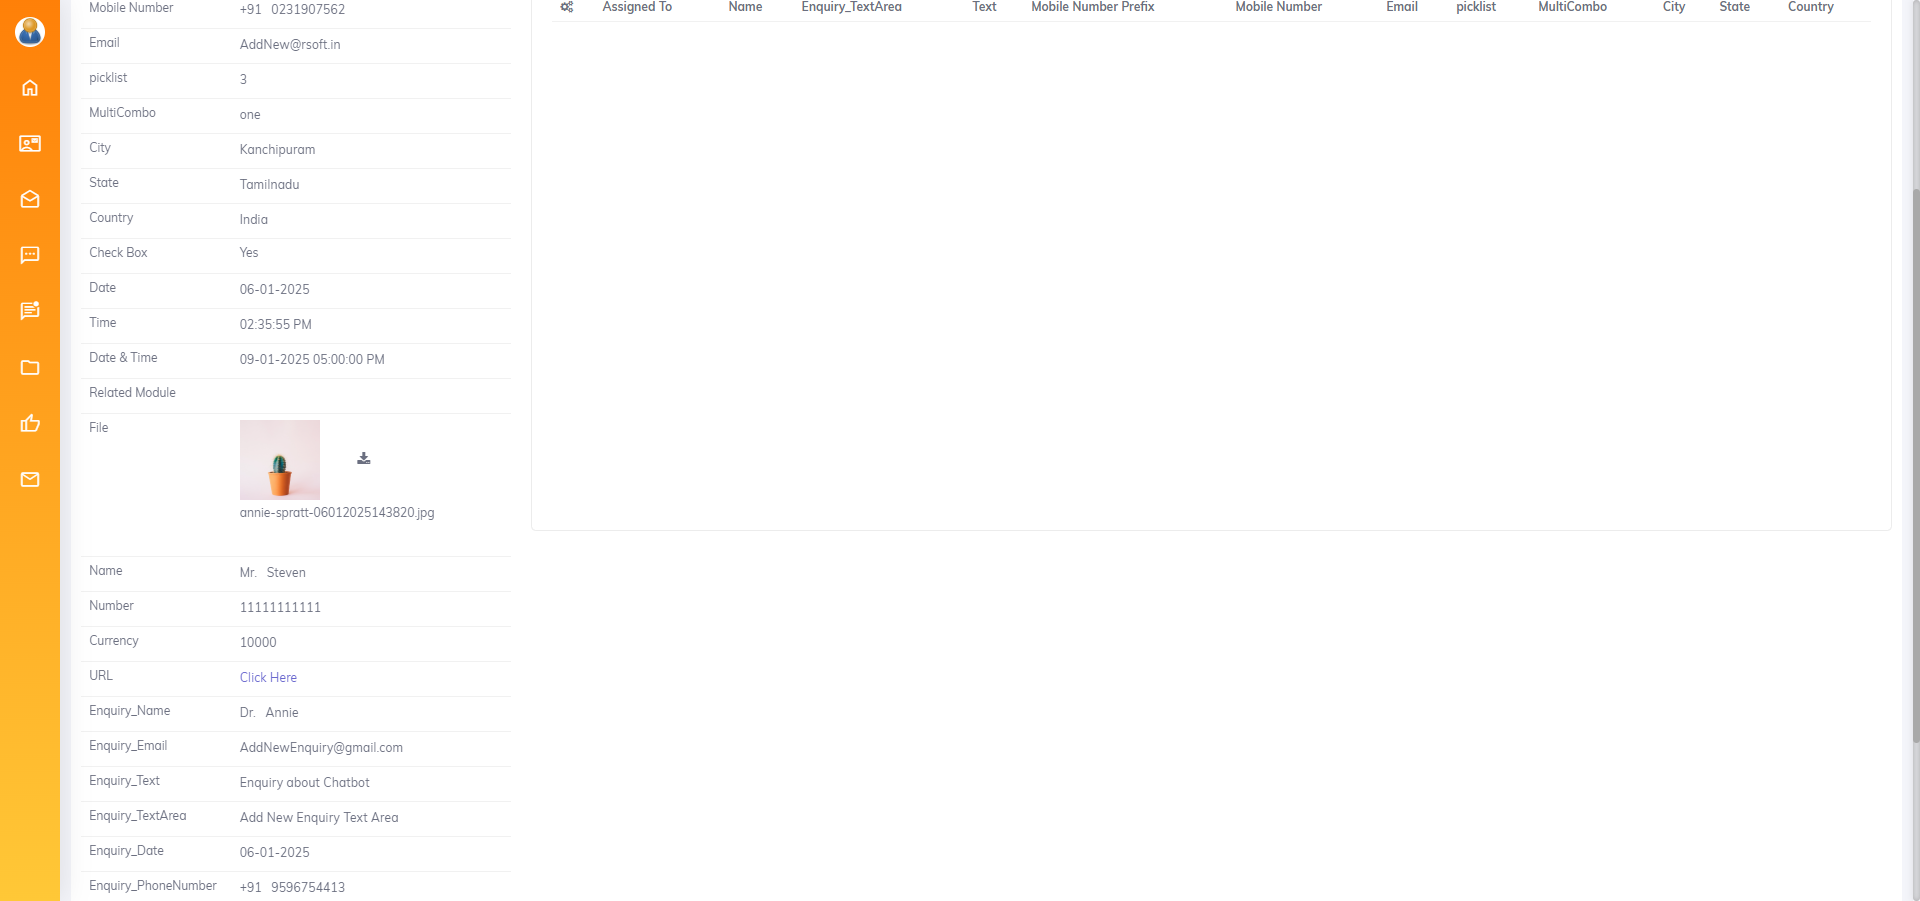 Mobile Number +91 0231907562
Email AddNew@rsoft.in
picklist 3
MultiCombo one
City Kanchipuram
State Tamilnadu
Country India
Check Box Yes
Date 06-01-2025
Time 02:35:55 PM
Date & Time 09-01-2025 05:00:00 PM
Related Module
File
annie-spratt-06012025143820.jpg
Name Mr. Steven
Number 11111111111
Currency 10000
URL Click Here
Enquiry_Name Dr. Annie
Enquiry_Email AddNewEnquiry@gmail.com
Enquiry_Text Enquiry about Chatbot
Enquiry_TextArea Add New Enquiry Text Area
Enquiry_Date 06-01-2025
Enquiry_PhoneNumber +91 9596754413
Assigned To Name Enquiry_TextArea Text Mobile Number Prefix Mobile Number Email picklist MultiCombo City State Country